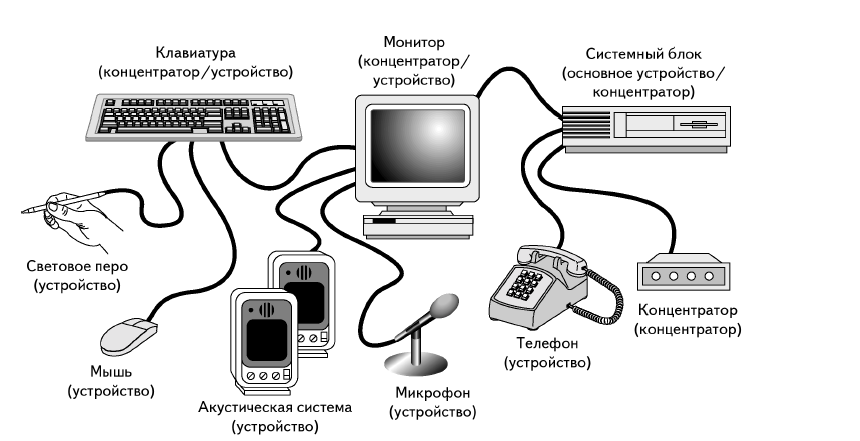 Клавиатура
(концентратор/устройство)
Монитор
(концентратор/
устройство)
Системный блок
(основное устройство/
концентратор)
Световое перо
(устройство)
Мышь
(устройство)
Акустическая система
(устройство)
Микрофон
(устройство)
Телефон
(устройство)
Концентратор
(концентратор)